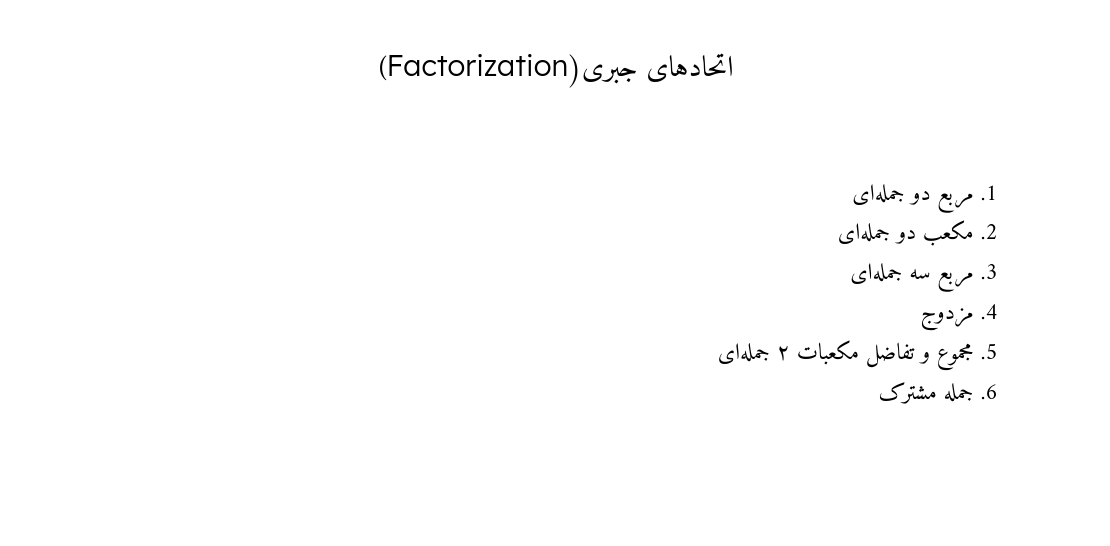 اتحادهای جبری(Factorization)
1. مربع دو جمله‌ای
2. مکعب دو جمله‌ای
3. مربع سه جمله‌ای
4. مزدوج
5. مجموع و تفاضل مکعبات ۲ جمله‌ای
6. جمله مشترک